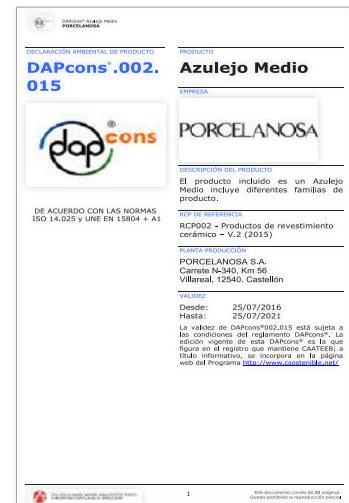 DAPcons® Azulejo Medio
PORCELANOSA
DECLARACIÓN AMBIENTAL DE PRODUCTO
DAPcons®.002.
015
dapcons®
DE ACUERDO CON LAS NORMAS
ISO 14.025 y UNE EN 15804 + A1
PRODUCTO
Azulejo Medio
EMPRESA
PORCELANOSA
DESCRIPCIÓN DEL PRODUCTO
El producto incluido es un Azulejo
Medio incluye diferentes familias de
producto.
RCP DE REFERENCIA
RCP002 - Productos de revestimiento
cerámico – V.2 (2015)
PLANTA PRODUCCIÓN
PORCELANOSA S.A.
Carrete N-340, Km 56
Villareal, 12540. Castellón
VALIDEZ
Desde: 25/07/2016
Hasta: 25/07/2021
La validez de DAPcons®002.015 está sujeta a
las condiciones del reglamento DAPcons®. La
edición vigente de esta DAPcons® es la que
figura en el registro que mantiene CAATEEB; a
título informativo, se incorpora en la página
web del Programa http://www.csostenible.net/
1
Este documento consta de 20 páginas.
Queda prohibida su reproducción parcial